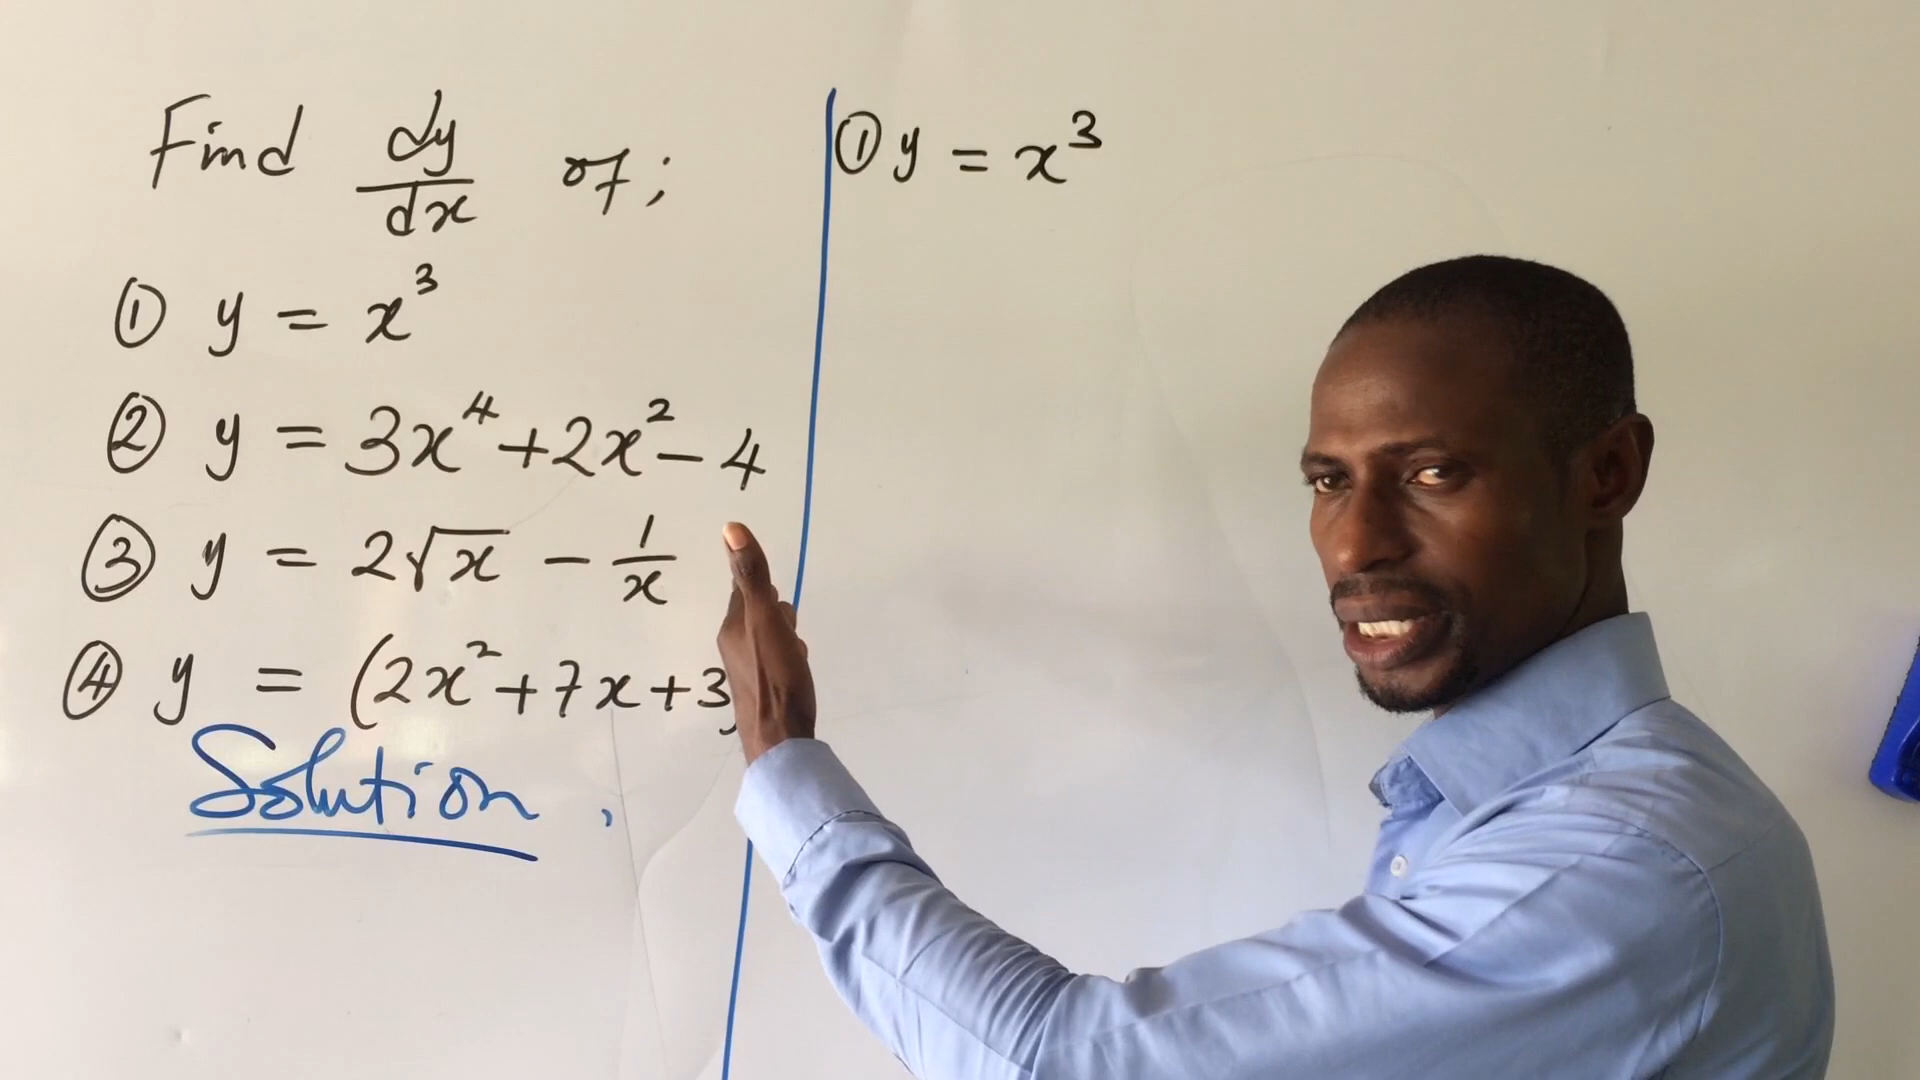 Find dy/dx of;
① y = x³
② y = 3x⁴ + 2x² - 4
③ y = 2√x - 1/x
④ y = (2x² + 7x + 3
Solution.
① y = x³